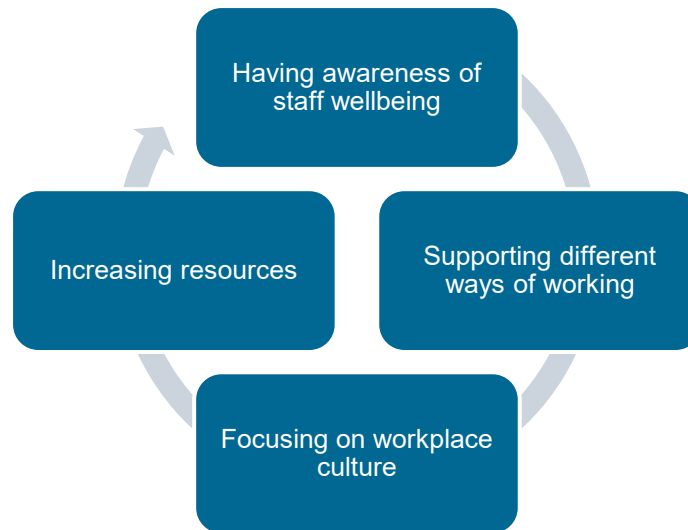 Having awareness of
staff wellbeing
Supporting different
ways of working
Focusing on workplace
culture
Increasing resources